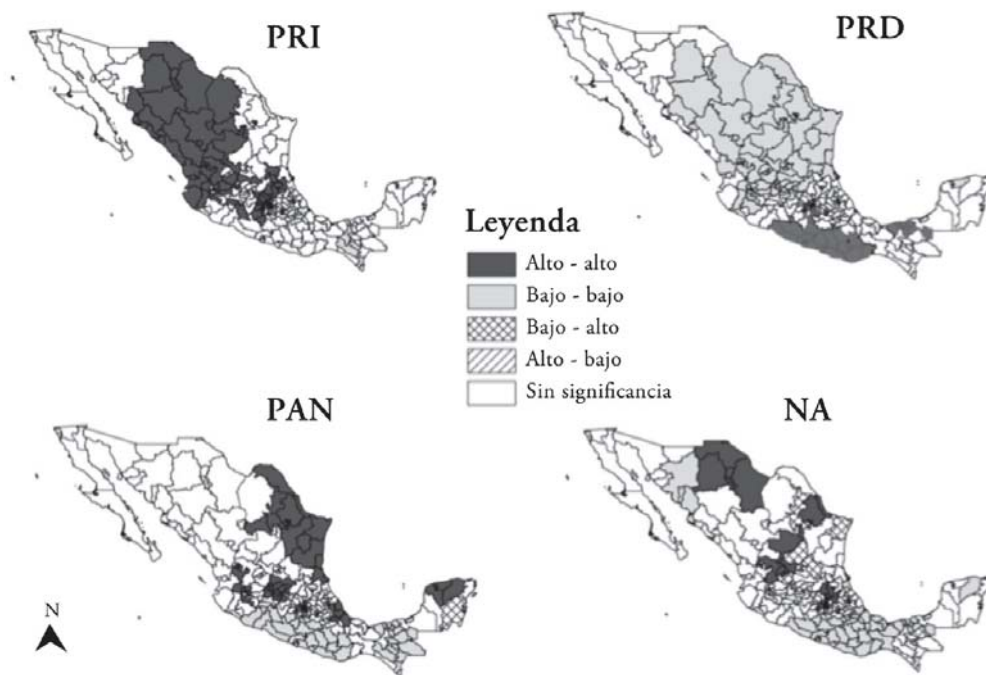 PRI
PRD
Leyenda
Alto - alto
Bajo - bajo
Bajo - alto
Alto - bajo
Sin significancia
PAN
NA
N